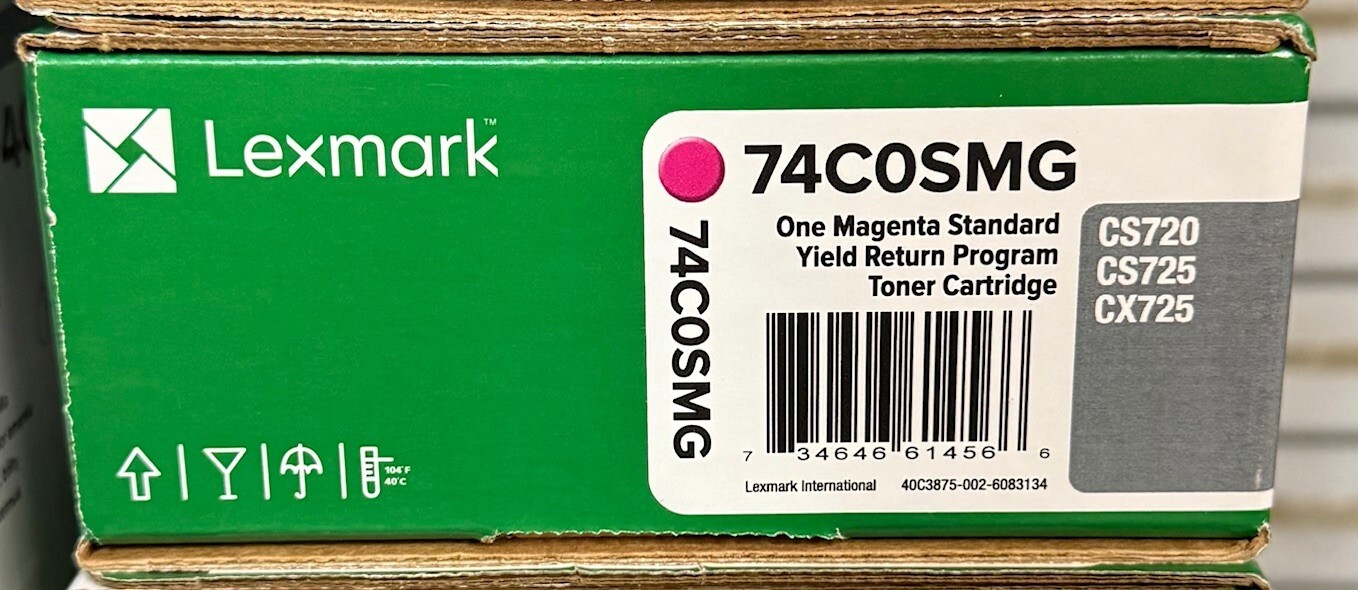 Lexmark™
74C0SMG
74C0SMG
One Magenta Standard
Yield Return Program
Toner Cartridge
CS720
CS725
CX725
7 34646 61456 6
Lexmark International 40C3875-002-6083134
104°F
40°C